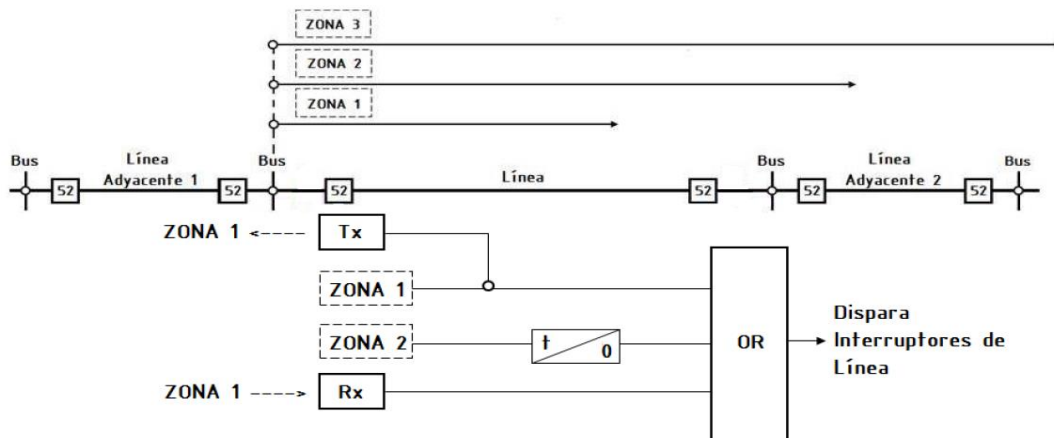 ZONA 3
ZONA 2
ZONA 1
Bus
Línea
Adyacente 1
Bus
Línea
Bus
Línea
Adyacente 2
Bus
52
52
52
52
52
52
ZONA 1
Tx
ZONA 1
ZONA 2
t
0
OR
Dispara
Interruptores de
Línea
ZONA 1
Rx